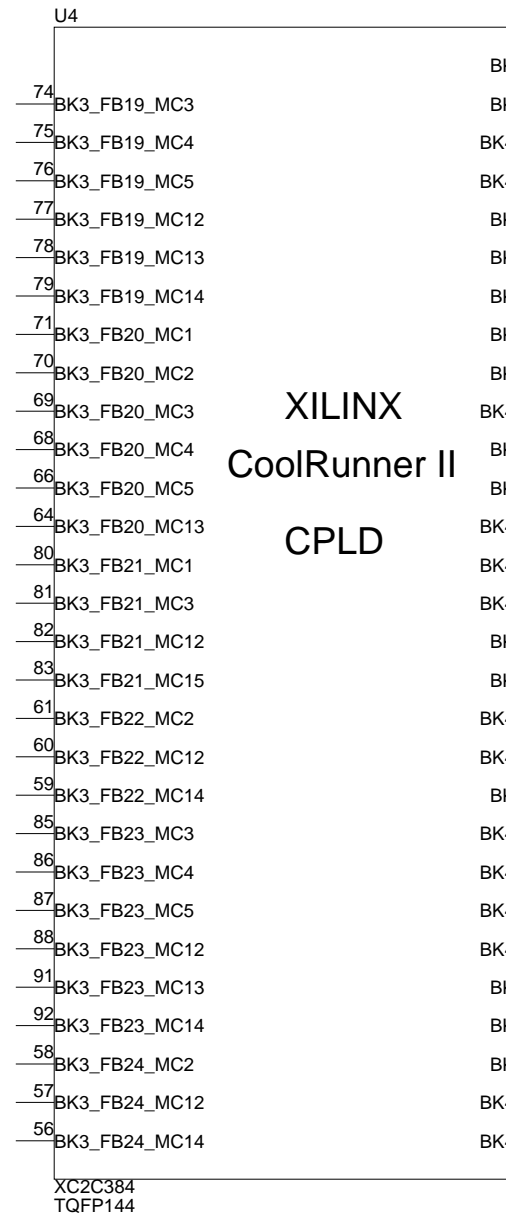 U4
74 BK3_FB19_MC3
75 BK3_FB19_MC4
76 BK3_FB19_MC5
77 BK3_FB19_MC12
78 BK3_FB19_MC13
79 BK3_FB19_MC14
71 BK3_FB20_MC1
70 BK3_FB20_MC2
69 BK3_FB20_MC3
68 BK3_FB20_MC4
66 BK3_FB20_MC5
64 BK3_FB20_MC13
80 BK3_FB21_MC1
81 BK3_FB21_MC3
82 BK3_FB21_MC12
83 BK3_FB21_MC15
61 BK3_FB22_MC2
60 BK3_FB22_MC12
59 BK3_FB22_MC14
85 BK3_FB23_MC3
86 BK3_FB23_MC4
87 BK3_FB23_MC5
88 BK3_FB23_MC12
91 BK3_FB23_MC13
92 BK3_FB23_MC14
58 BK3_FB24_MC2
57 BK3_FB24_MC12
56 BK3_FB24_MC14
XILINX
CoolRunner II
CPLD
XC2C384
TQFP144